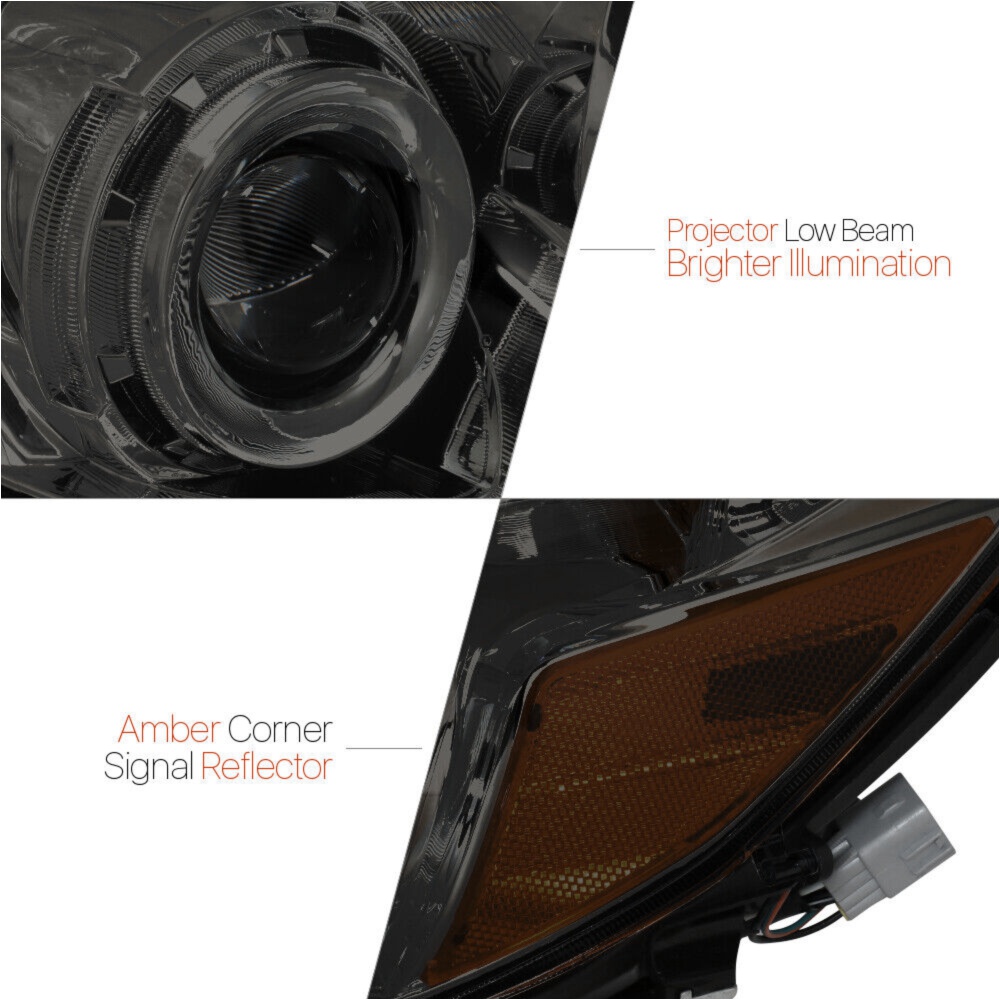 Projector Low Beam
Brighter Illumination
Amber Corner
Signal Reflector